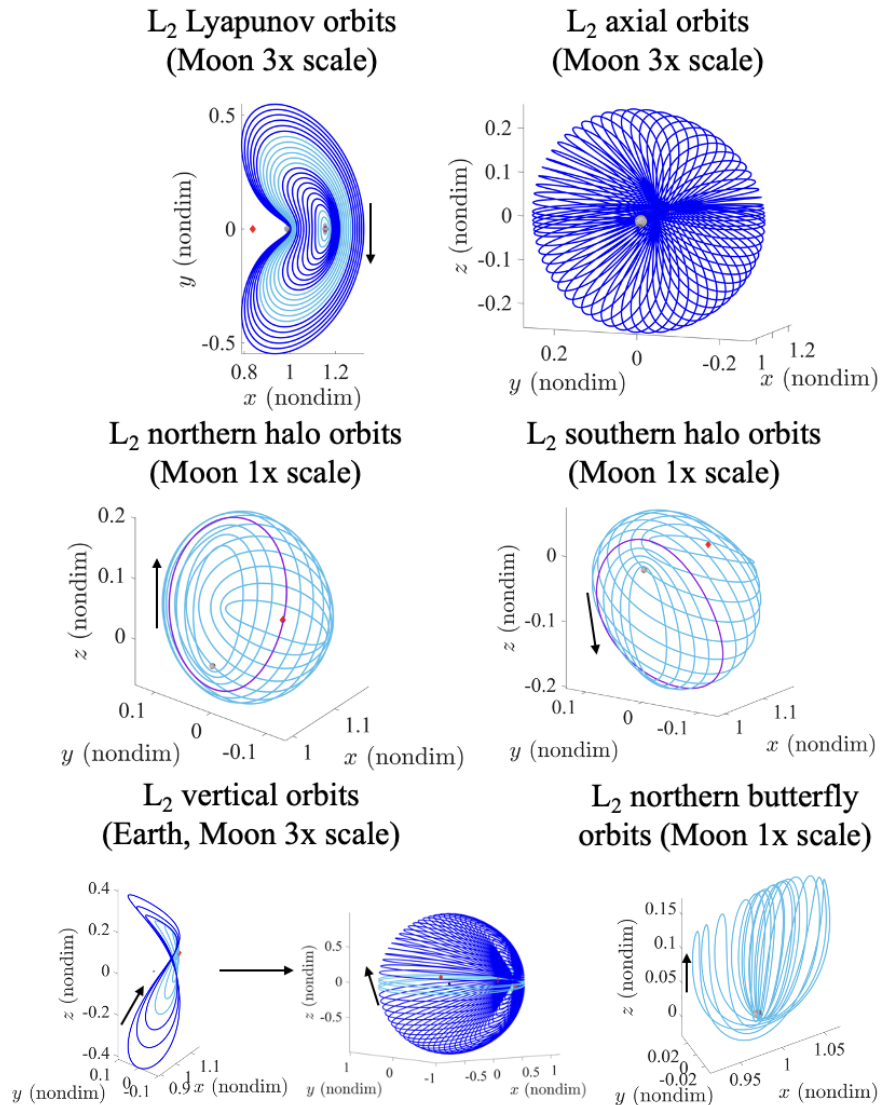 L₂ Lyapunov orbits
(Moon 3x scale)
0.5
0
-0.5
y (nondim)
0.8 1 1.2
x (nondim)
L₂ axial orbits
(Moon 3x scale)
0.2
0.1
0
-0.1
-0.2
z (nondim)
0.2 0 -0.2
y (nondim)
1 1.2
x (nondim)
L₂ northern halo orbits
(Moon 1x scale)
0.2
0.1
0
z (nondim)
0.1 0 -0.1
y (nondim)
1 1.1
x (nondim)
L₂ southern halo orbits
(Moon 1x scale)
0
-0.1
-0.2
z (nondim)
0.1 0 -0.1
y (nondim)
1 1.1
x (nondim)
L₂ vertical orbits
(Earth, Moon 3x scale)
0.4
0.2
0
-0.2
-0.4
z (nondim)
0.1 0 -0.1
y (nondim)
0.9 1 1.1
x (nondim)
0.5
0
-0.5
z (nondim)
1 0 -1
y (nondim)
-0.5 0 0.5 1
x (nondim)
L₂ northern butterfly
orbits (Moon 1x scale)
0.15
0.1
0.05
0
z (nondim)
0.02 0 -0.02
y (nondim)
0.95 1 1.05
x (nondim)